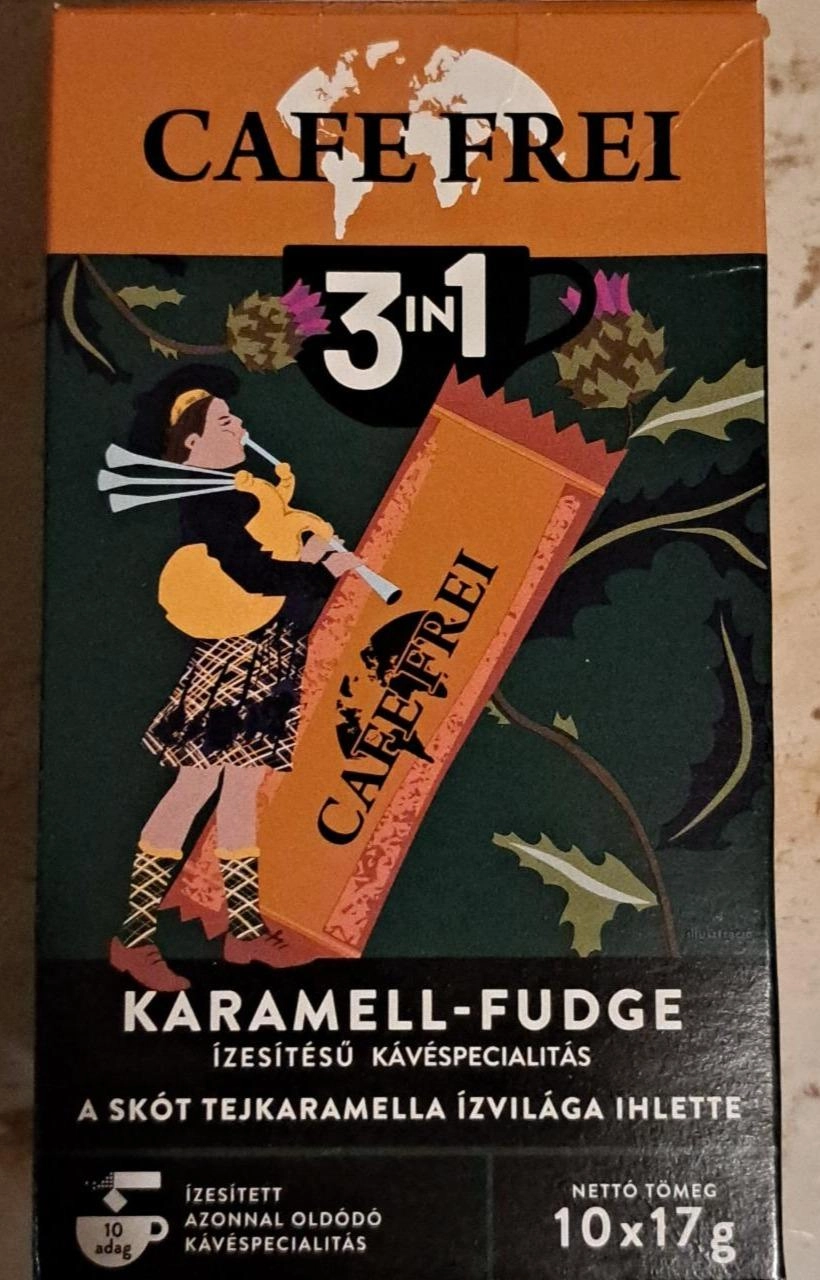 CAFE FREI
3 IN 1
CAFE FREI
illusztráció
KARAMELL-FUDGE
ÍZESÍTÉSŰ KÁVÉSPECIALITÁS
A SKÓT TEJKARAMELLA ÍZVILÁGA IHLETTE
10
adag
ÍZESÍTETT
AZONNAL OLDÓDÓ
KÁVÉSPECIALITÁS
NETTÓ TÖMEG
10x17g